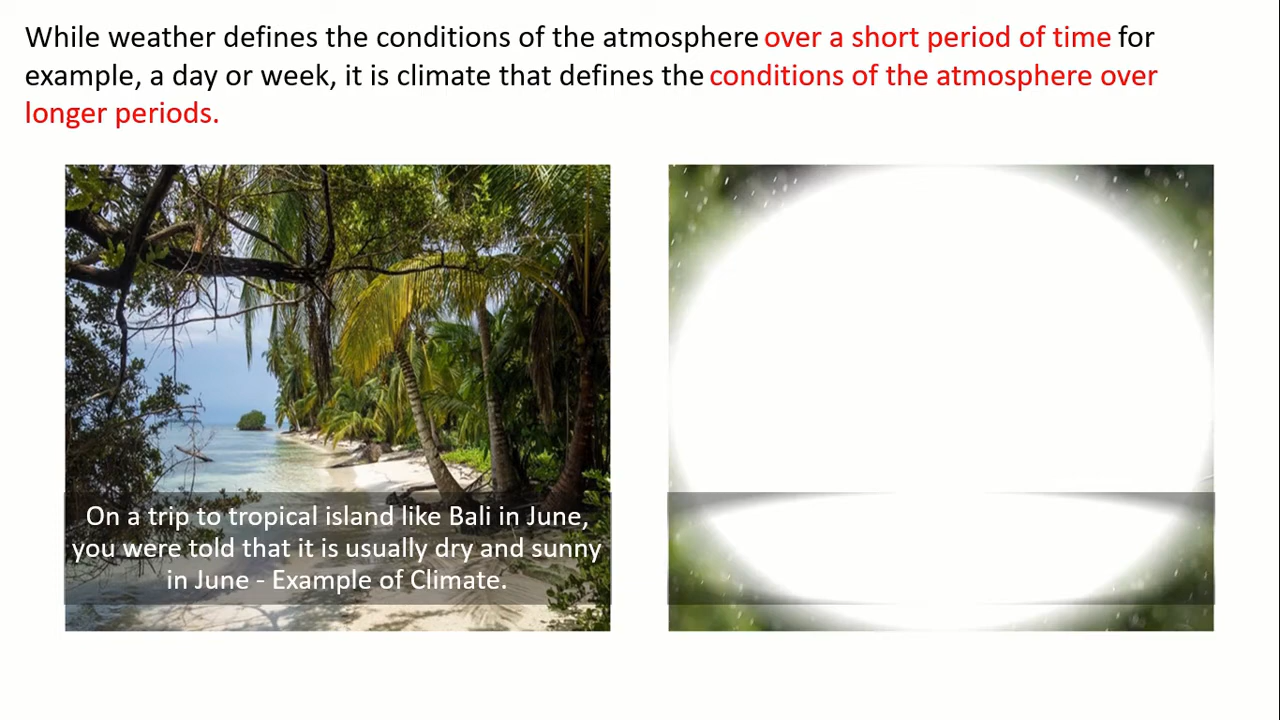 While weather defines the conditions of the atmosphere over a short period of time for
example, a day or week, it is climate that defines the conditions of the atmosphere over
longer periods.
On a trip to tropical island like Bali in June,
you were told that it is usually dry and sunny
in June - Example of Climate.